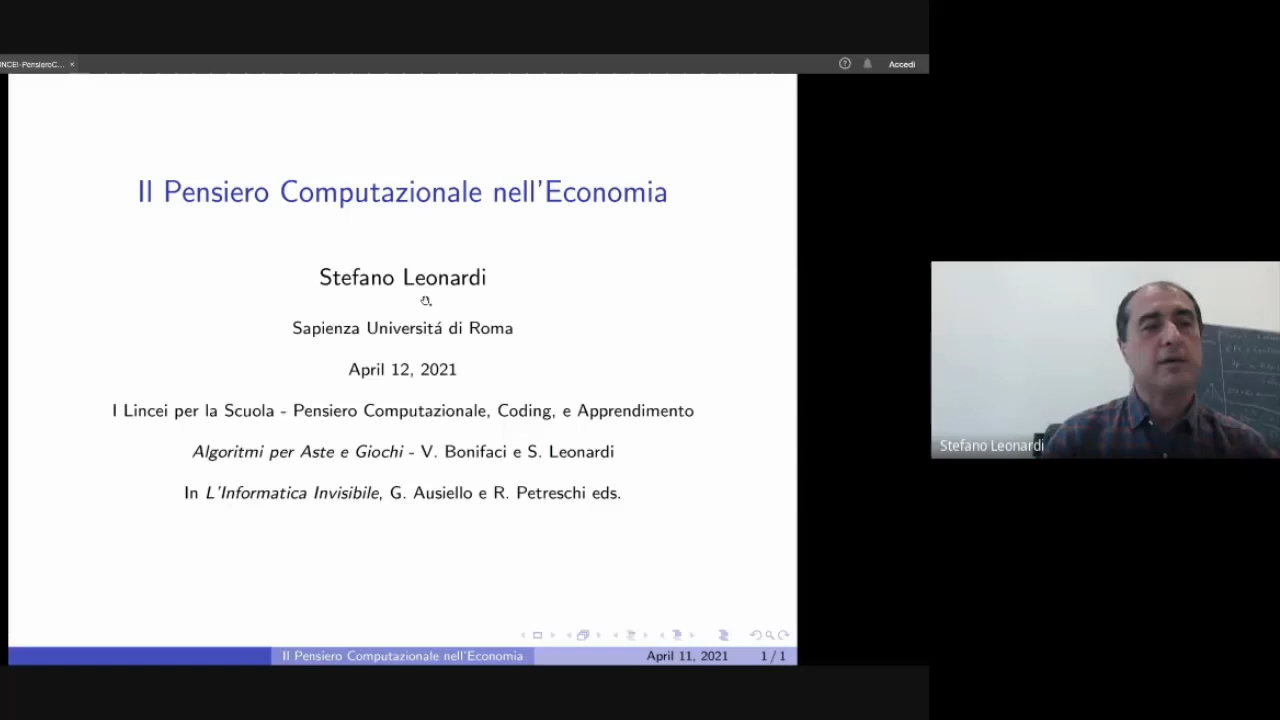 INCEI-PensieroC... ×
Accedi
Il Pensiero Computazionale nell'Economia
Stefano Leonardi
Sapienza Universitá di Roma
April 12, 2021
I Lincei per la Scuola - Pensiero Computazionale, Coding, e Apprendimento
Algoritmi per Aste e Giochi - V. Bonifaci e S. Leonardi
In L'Informatica Invisibile, G. Ausiello e R. Petreschi eds.
Il Pensiero Computazionale nell'Economia
April 11, 2021
1 / 1
Stefano Leonardi